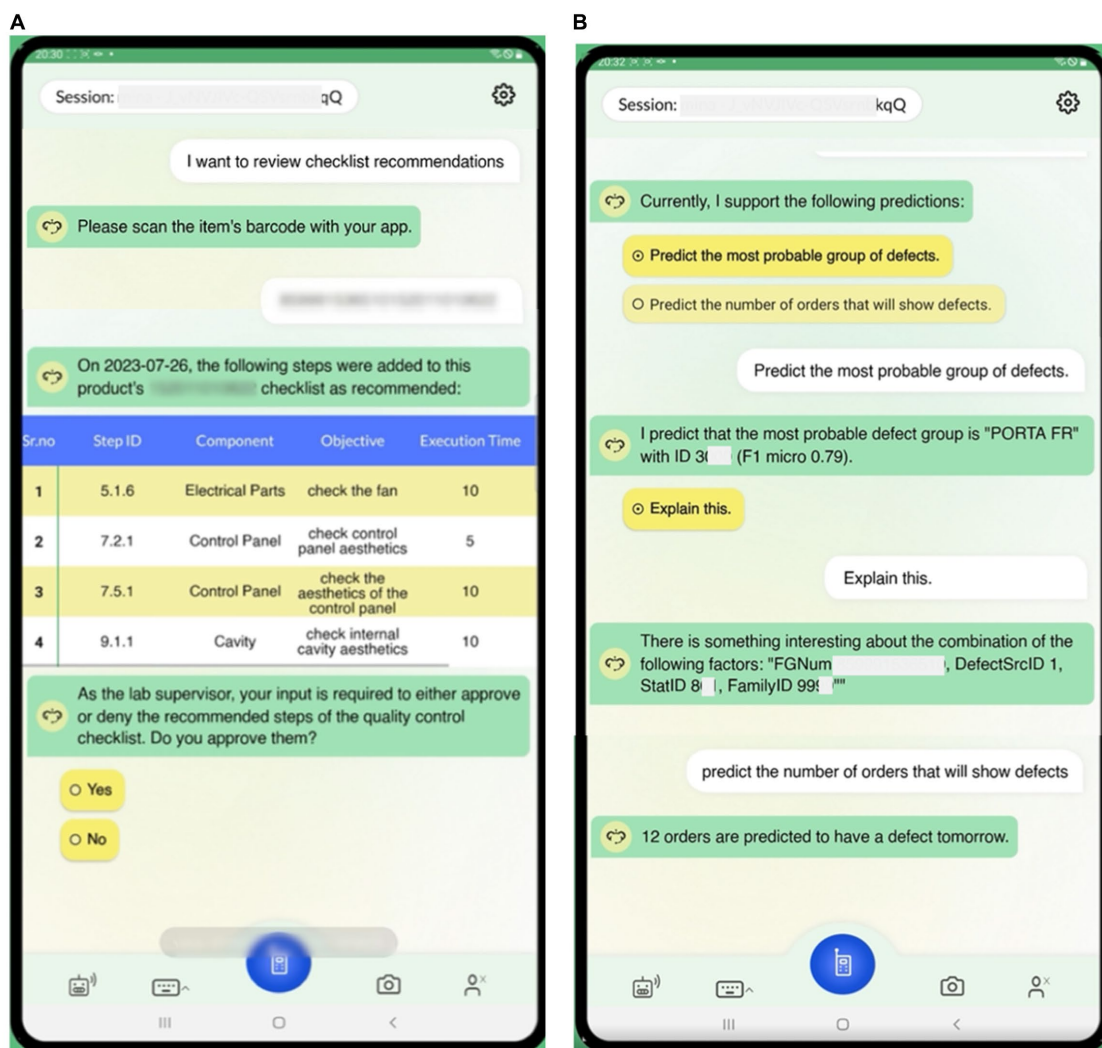 A
20:30
Session: qQ
I want to review checklist recommendations
Please scan the item's barcode with your app.
On 2023-07-26, the following steps were added to this
product's checklist as recommended:
Sr.no Step ID Component Objective Execution Time
1 5.1.6 Electrical Parts check the fan 10
2 7.2.1 Control Panel check control panel aesthetics 5
3 7.5.1 Control Panel check the aesthetics of the control panel 10
4 9.1.1 Cavity check internal cavity aesthetics 10
As the lab supervisor, your input is required to either approve
or deny the recommended steps of the quality control
checklist. Do you approve them?
Yes
No
B
20:32
Session: kqQ
Currently, I support the following predictions:
Predict the most probable group of defects.
Predict the number of orders that will show defects.
Predict the most probable group of defects.
I predict that the most probable defect group is "PORTA FR"
with ID 3 (F1 micro 0.79).
Explain this.
Explain this.
There is something interesting about the combination of the
following factors: "FGNum , DefectSrcID 1,
StatID 8 , FamilyID 999 ""
predict the number of orders that will show defects
12 orders are predicted to have a defect tomorrow.